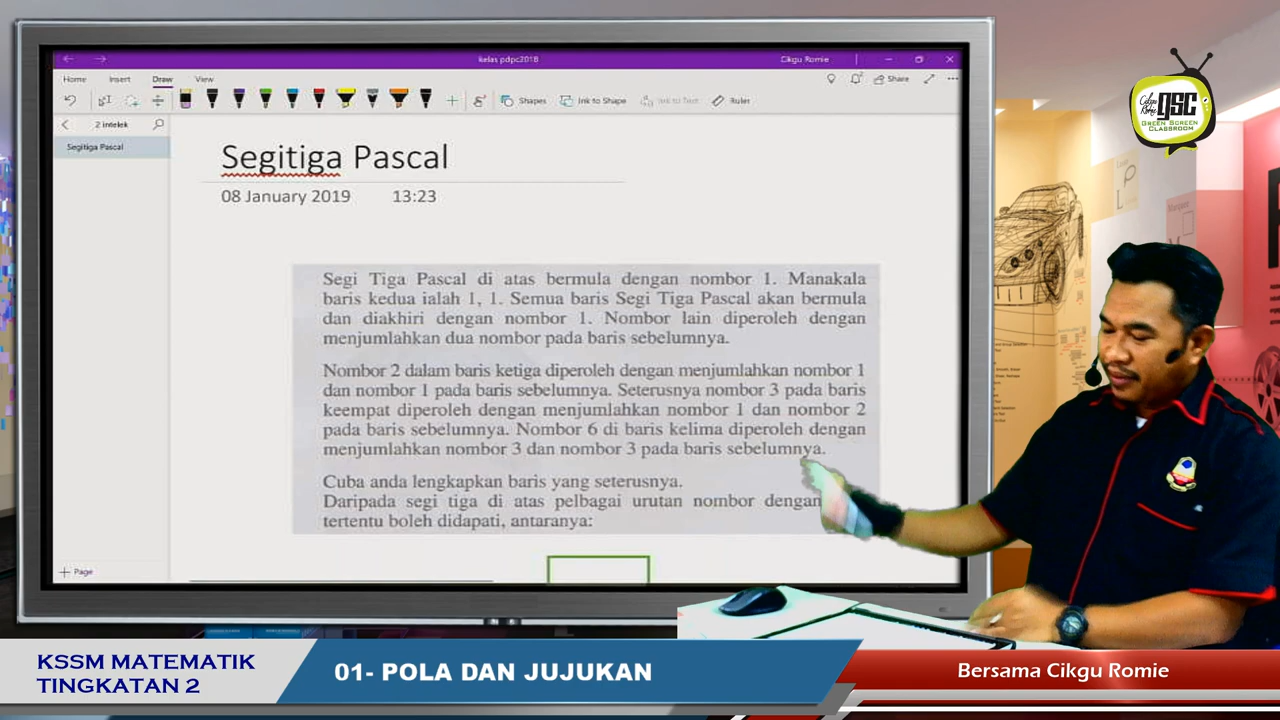 kelas pdpc2018
Cikgu Romie
Home Insert Draw View
Share
Shapes Ink to Shape Ink to Text Ruler
2 intelek
Segitiga Pascal
Segitiga Pascal
08 January 2019 13:23
Segi Tiga Pascal di atas bermula dengan nombor 1. Manakala
baris kedua ialah 1, 1. Semua baris Segi Tiga Pascal akan bermula
dan diakhiri dengan nombor 1. Nombor lain diperoleh dengan
menjumlahkan dua nombor pada baris sebelumnya.
Nombor 2 dalam baris ketiga diperoleh dengan menjumlahkan nombor 1
dan nombor 1 pada baris sebelumnya. Seterusnya nombor 3 pada baris
keempat diperoleh dengan menjumlahkan nombor 1 dan nombor 2
pada baris sebelumnya. Nombor 6 di baris kelima diperoleh dengan
menjumlahkan nombor 3 dan nombor 3 pada baris sebelumnya.
Cuba anda lengkapkan baris yang seterusnya.
Daripada segi tiga di atas pelbagai urutan nombor dengan
tertentu boleh didapati, antaranya:
+ Page
Cikgu
Romie
gsc
Green Screen
Classroom
KSSM MATEMATIK
TINGKATAN 2
01- POLA DAN JUJUKAN
Bersama Cikgu Romie